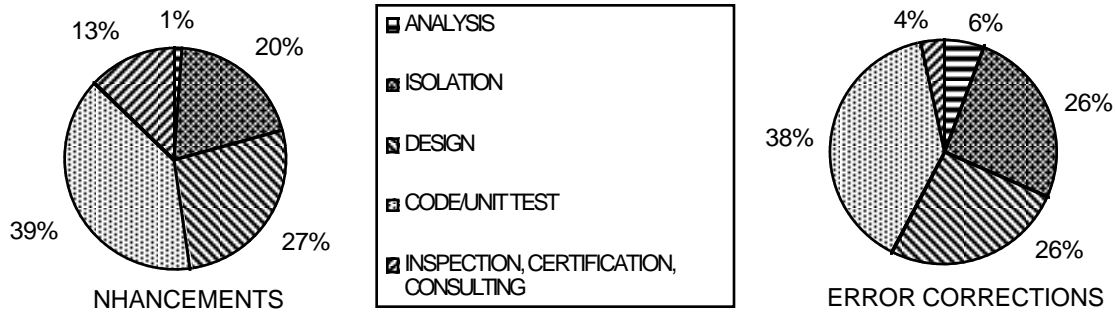 13%
1%
20%
27%
39%
NHANCEMENTS
ANALYSIS
ISOLATION
DESIGN
CODE/UNIT TEST
INSPECTION, CERTIFICATION,
CONSULTING
4%
6%
26%
26%
38%
ERROR CORRECTIONS